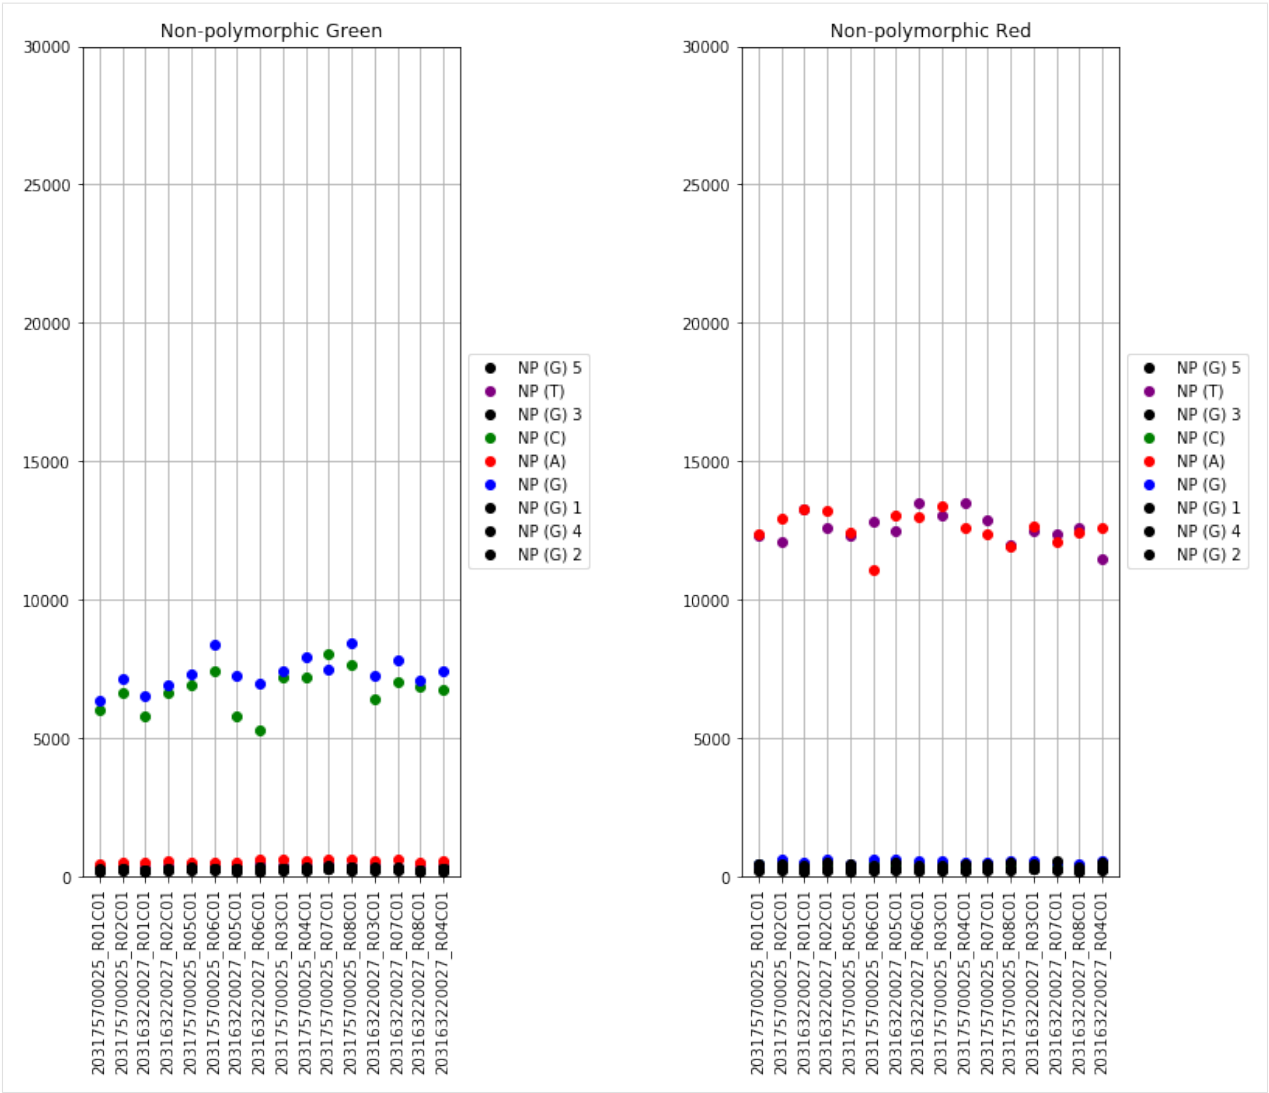 Non-polymorphic Green
30000
25000
20000
15000
10000
5000
0
203175700025_R01C01
203175700025_R02C01
203163220027_R01C01
203163220027_R02C01
203175700025_R05C01
203175700025_R06C01
203163220027_R05C01
203163220027_R06C01
203175700025_R03C01
203175700025_R04C01
203175700025_R07C01
203175700025_R08C01
203163220027_R03C01
203163220027_R07C01
203163220027_R08C01
203163220027_R04C01
NP (G) 5
NP (T)
NP (G) 3
NP (C)
NP (A)
NP (G)
NP (G) 1
NP (G) 4
NP (G) 2
Non-polymorphic Red
30000
25000
20000
15000
10000
5000
0
203175700025_R01C01
203175700025_R02C01
203163220027_R01C01
203163220027_R02C01
203175700025_R05C01
203175700025_R06C01
203163220027_R05C01
203163220027_R06C01
203175700025_R03C01
203175700025_R04C01
203175700025_R07C01
203175700025_R08C01
203163220027_R03C01
203163220027_R07C01
203163220027_R08C01
203163220027_R04C01
NP (G) 5
NP (T)
NP (G) 3
NP (C)
NP (A)
NP (G)
NP (G) 1
NP (G) 4
NP (G) 2